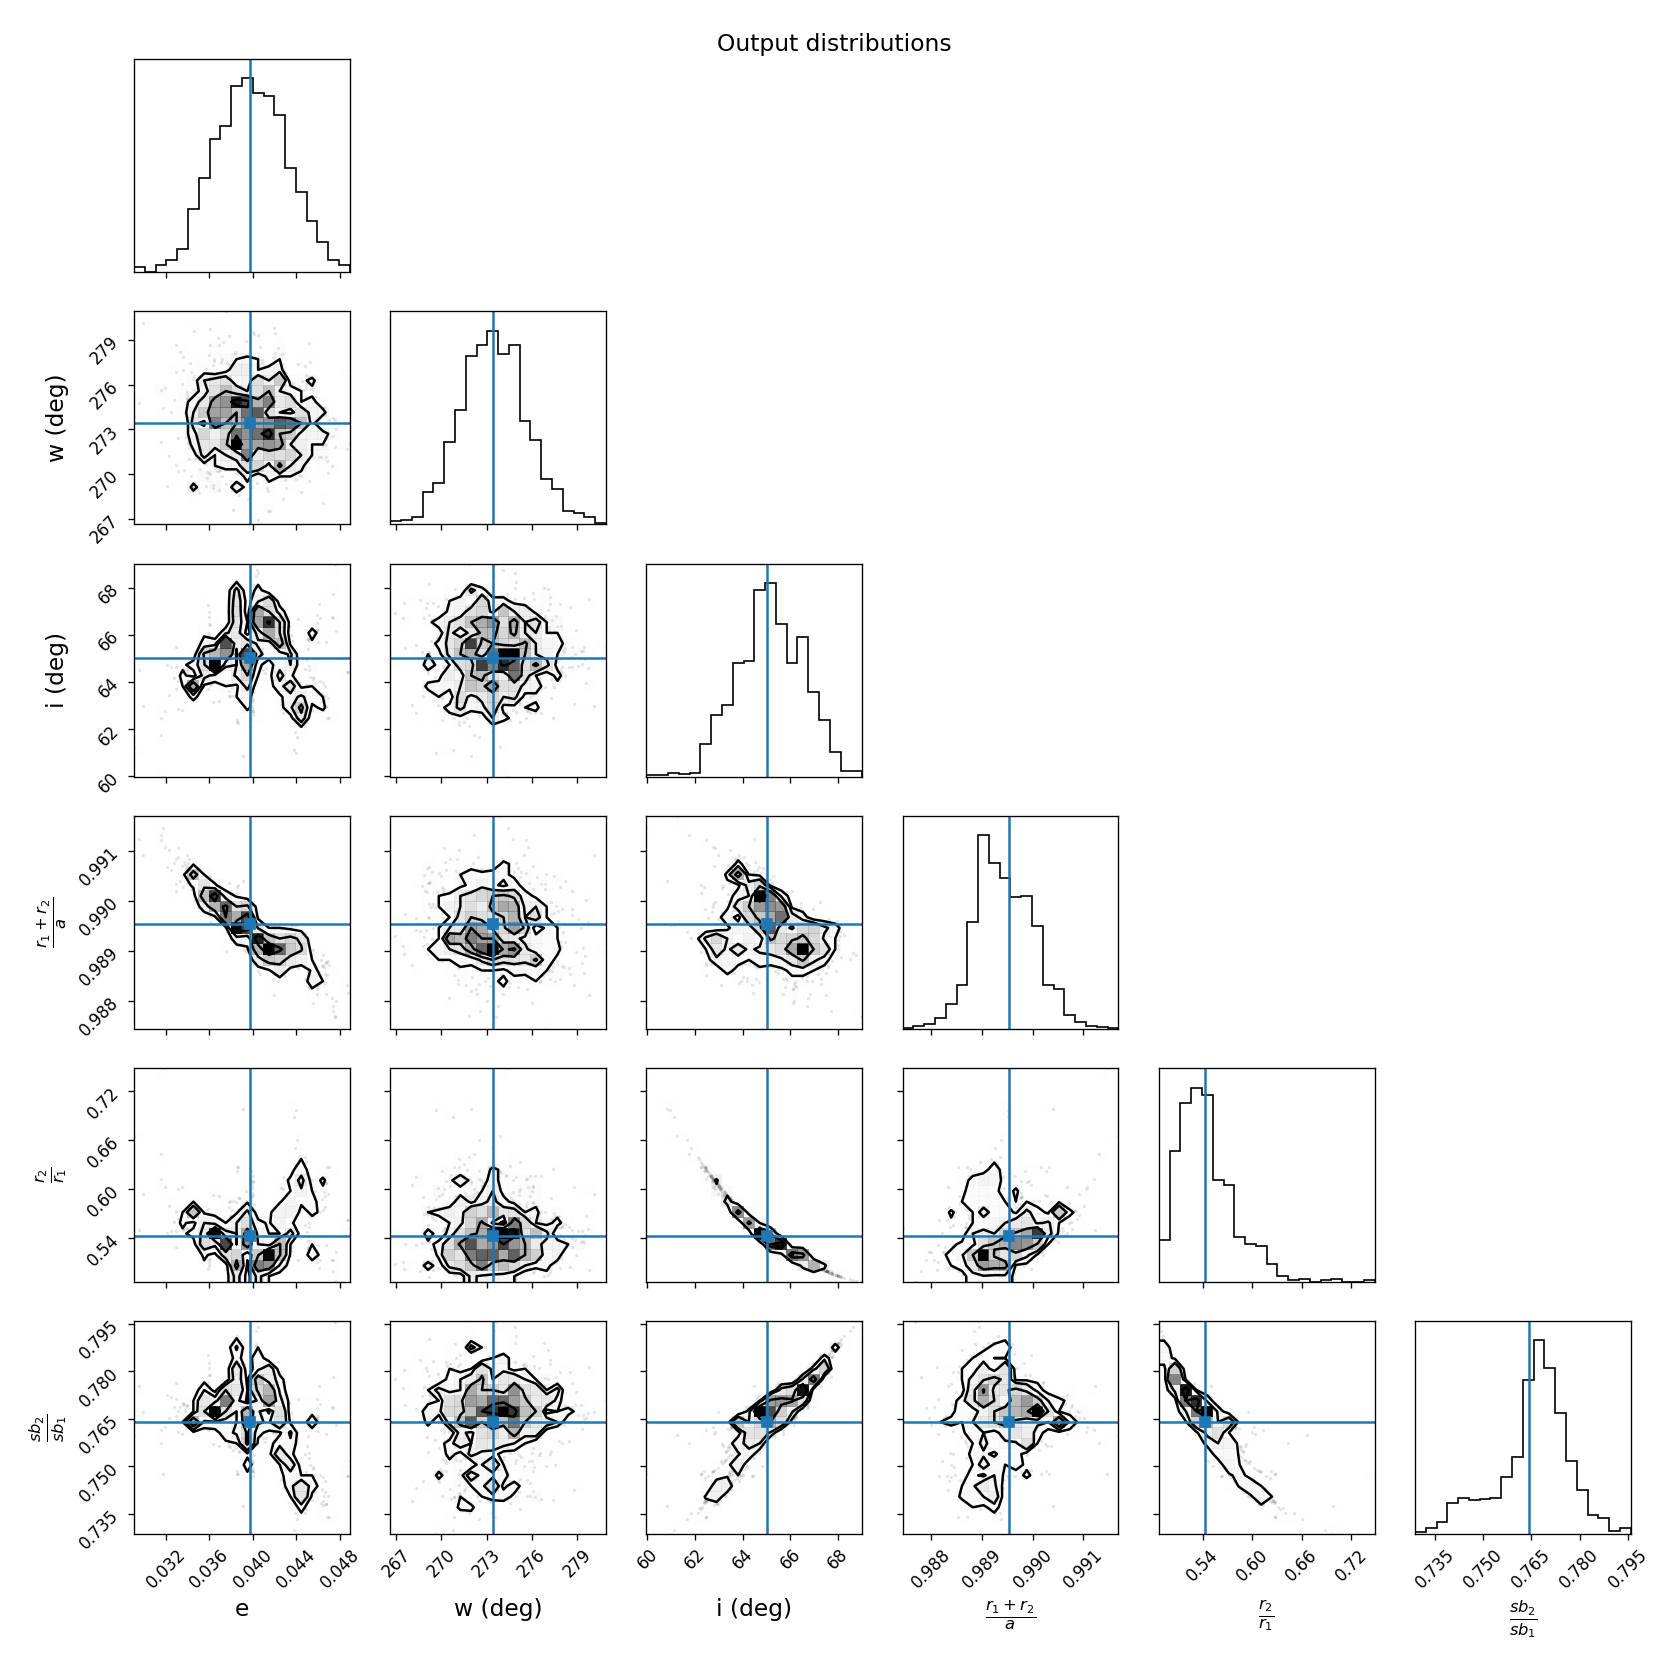 Output distributions
279
276
273
270
267
w (deg)
68
66
64
62
60
i (deg)
0.991
0.990
0.989
0.988
r₁ + r₂
a
0.72
0.66
0.60
0.54
r₂
r₁
0.795
0.780
0.765
0.750
0.735
sb₂
sb₁
0.032 0.036 0.040 0.044 0.048 267 270 273 276 279 60 62 64 66 68 0.988 0.989 0.990 0.991 0.54 0.60 0.66 0.72 0.735 0.750 0.765 0.780 0.795
e w (deg) i (deg)
r₁ + r₂ r₂ sb₂
a r₁ sb₁